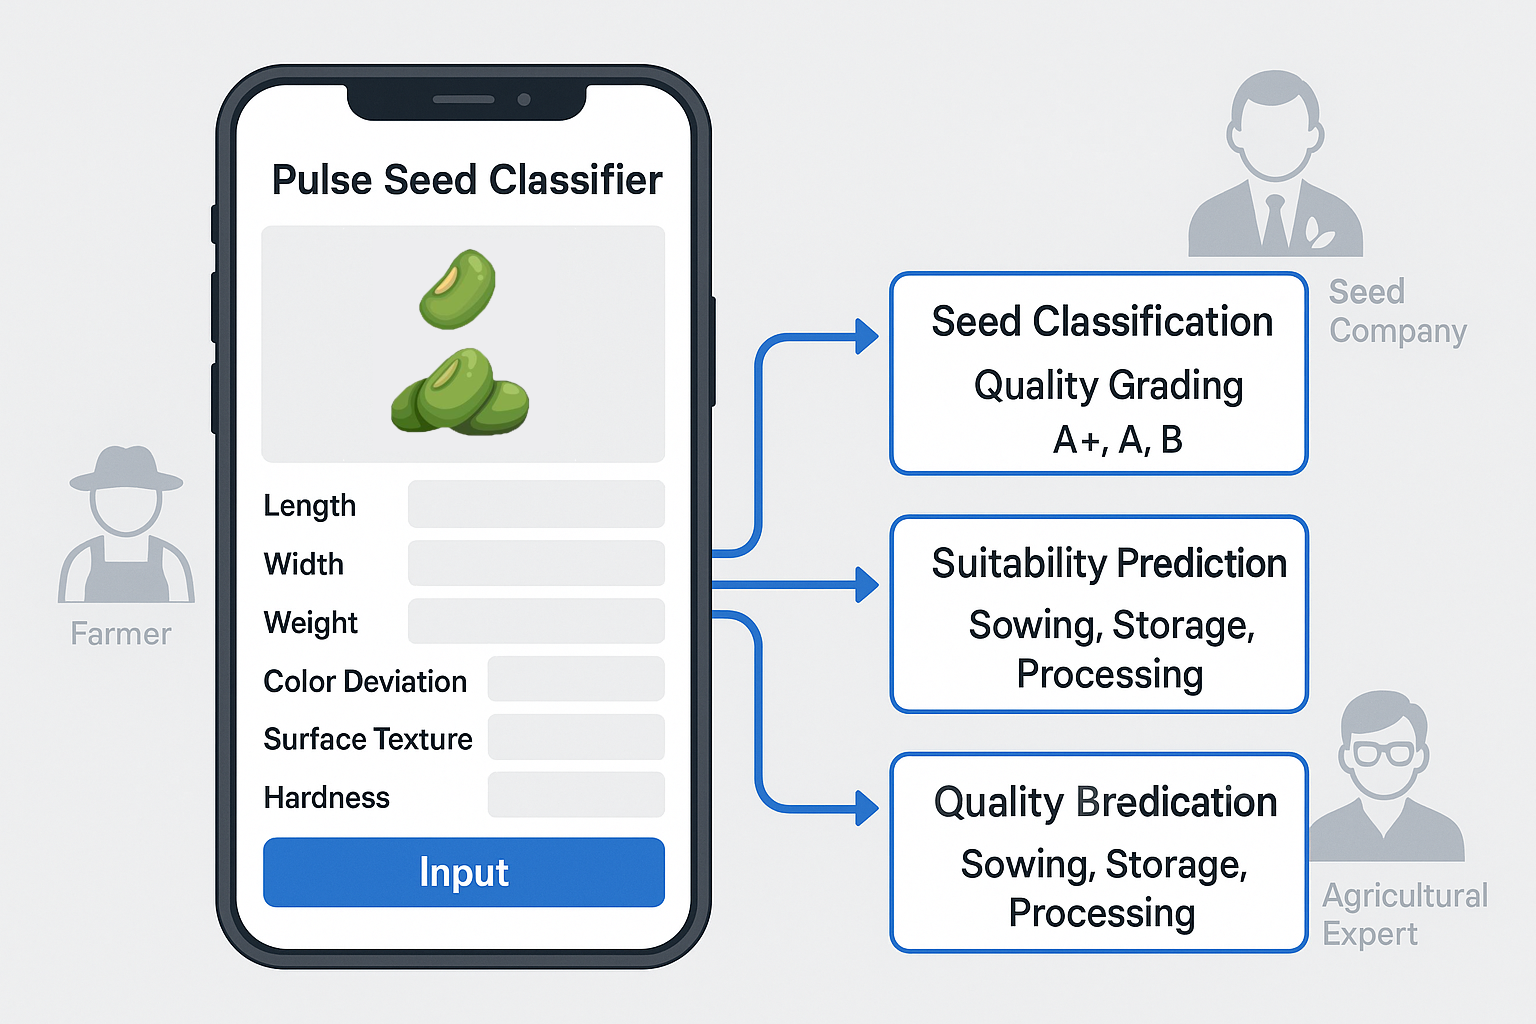 Pulse Seed Classifier
Length
Width
Weight
Color Deviation
Surface Texture
Hardness
Input
Farmer
Seed Classification
Quality Grading
A+, A, B
Suitability Prediction
Sowing, Storage,
Processing
Quality Bredication
Sowing, Storage,
Processing
Seed
Company
Agricultural
Expert